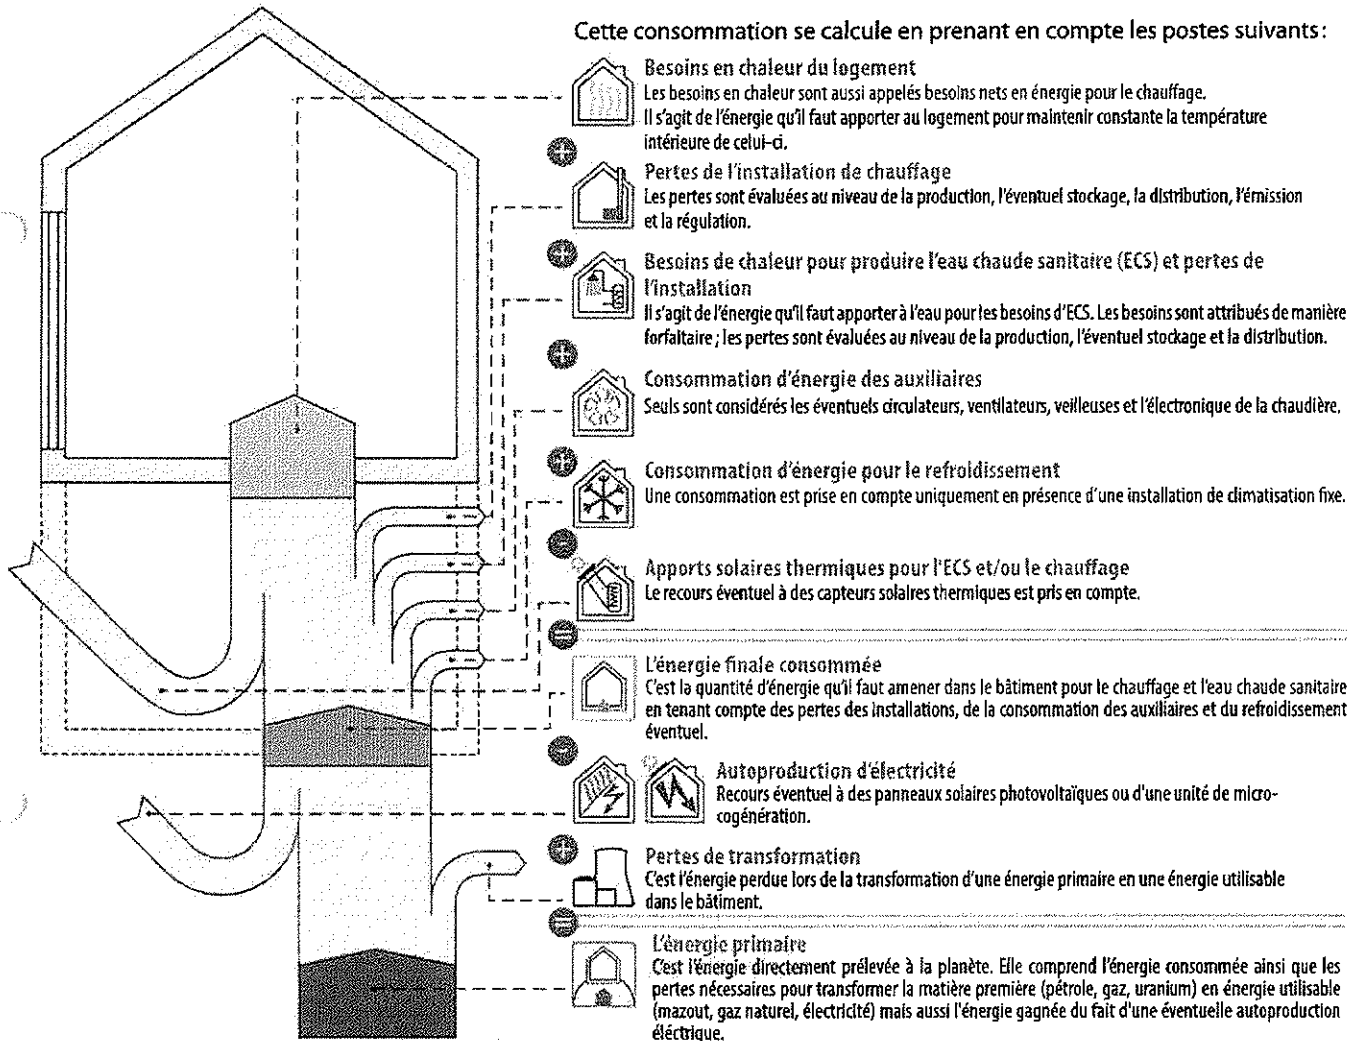 Cette consommation se calcule en prenant en compte les postes suivants :
Besoins en chaleur du logement
Les besoins en chaleur sont aussi appelés besoins nets en énergie pour le chauffage.
Il s'agit de l'énergie qu'il faut apporter au logement pour maintenir constante la température
intérieure de celui-ci.
+
Pertes de l'installation de chauffage
Les pertes sont évaluées au niveau de la production, l'éventuel stockage, la distribution, l'émission
et la régulation.
+
Besoins de chaleur pour produire l'eau chaude sanitaire (ECS) et pertes de
l'installation
Il s'agit de l'énergie qu'il faut apporter à l'eau pour les besoins d'ECS. Les besoins sont attribués de manière
forfaitaire ; les pertes sont évaluées au niveau de la production, l'éventuel stockage et la distribution.
+
Consommation d'énergie des auxiliaires
Seuls sont considérés les éventuels circulateurs, ventilateurs, veilleuses et l'électronique de la chaudière.
+
Consommation d'énergie pour le refroidissement
Une consommation est prise en compte uniquement en présence d'une installation de climatisation fixe.
-
Apports solaires thermiques pour l'ECS et/ou le chauffage
Le recours éventuel à des capteurs solaires thermiques est pris en compte.
=
L'énergie finale consommée
C'est la quantité d'énergie qu'il faut amener dans le bâtiment pour le chauffage et l'eau chaude sanitaire
en tenant compte des pertes des installations, de la consommation des auxiliaires et du refroidissement
éventuel.
-
Autoproduction d'électricité
Recours éventuel à des panneaux solaires photovoltaïques ou d'une unité de micro-
cogénération.
+
Pertes de transformation
C'est l'énergie perdue lors de la transformation d'une énergie primaire en une énergie utilisable
dans le bâtiment.
=
L'énergie primaire
C'est l'énergie directement prélevée à la planète. Elle comprend l'énergie consommée ainsi que les
pertes nécessaires pour transformer la matière première (pétrole, gaz, uranium) en énergie utilisable
(mazout, gaz naturel, électricité) mais aussi l'énergie gagnée du fait d'une éventuelle autoproduction
éléctrique.